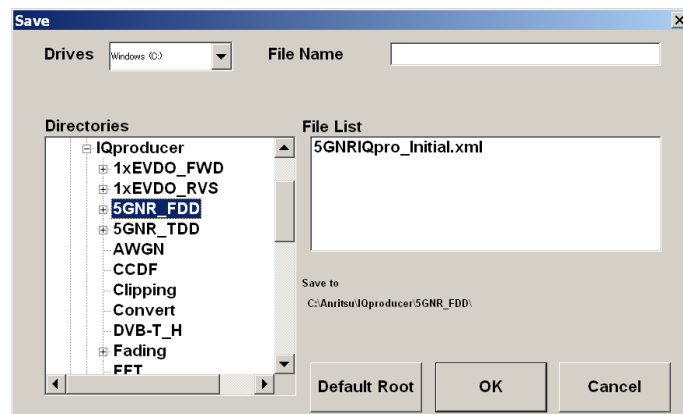 Save
Drives
Windows (C:)
File Name
Directories
IQproducer
1xEVDO_FWD
1xEVDO_RVS
5GNR_FDD
5GNR_TDD
AWGN
CCDF
Clipping
Convert
DVB-T_H
Fading
FFT
File List
5GNRIQpro_Initial.xml
Save to
C:\Anritsu\IQproducer\5GNR_FDD\
Default Root
OK
Cancel